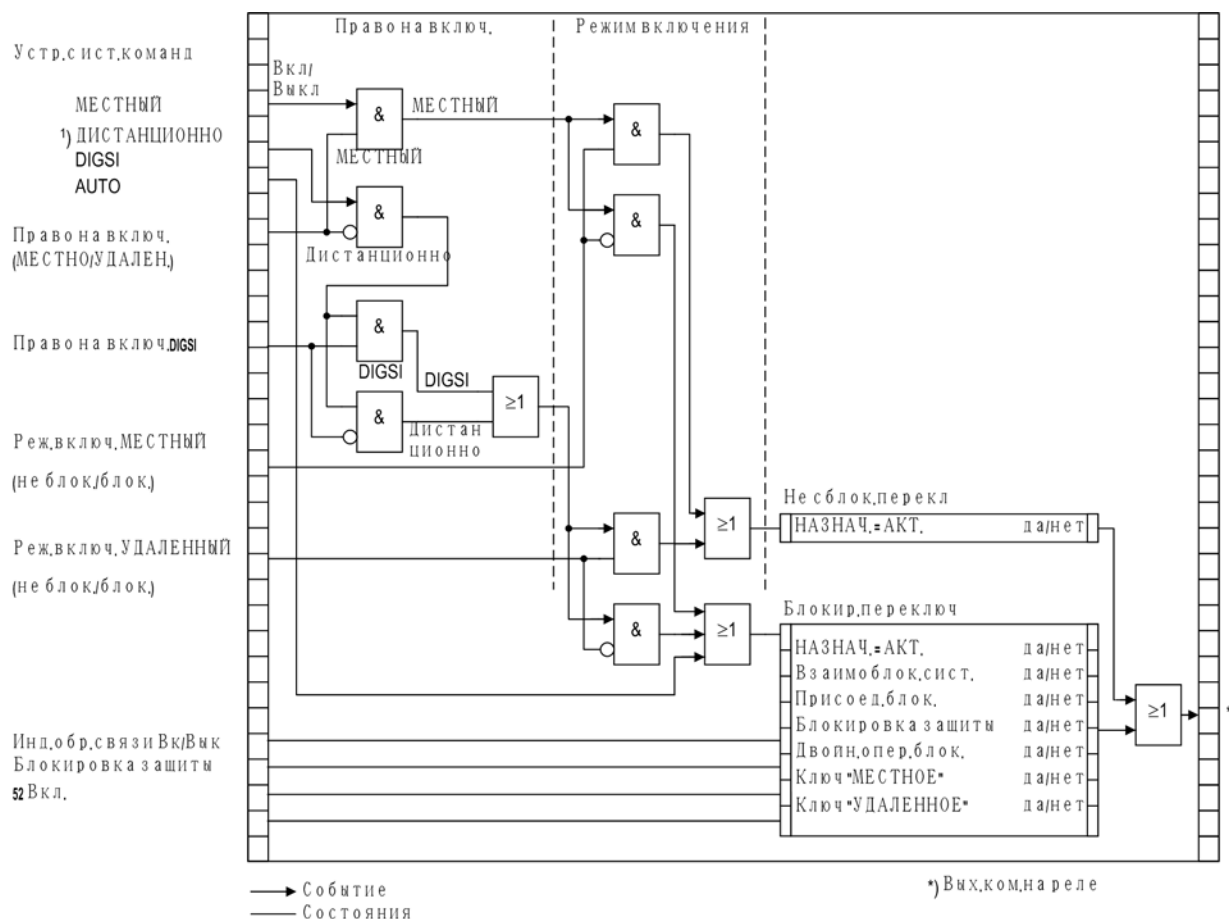 Право на включ.
Режим включения
Устр.сист.команд
Вкл/
Выкл
МЕСТНЫЙ
1) ДИСТАНЦИОННО
DIGSI
AUTO
&
МЕСТНЫЙ
МЕСТНЫЙ
&
&
&
Право на включ.
(МЕСТНО/УДАЛЕН.)
Дистанционно
Право на включ.DIGSI
&
DIGSI
DIGSI
≥1
&
Дистан
ционно
Реж.включ.МЕСТНЫЙ
(не блок./блок.)
Не сблок.перекл
≥1
НАЗНАЧ.=АКТ. да/нет
&
Реж.включ.УДАЛЕННЫЙ
(не блок./блок.)
Блокир.переключ
&
≥1
НАЗНАЧ.=АКТ. да/нет
Взаимоблок.сист. да/нет
Присоед.блок. да/нет
Блокировка защиты да/нет
Двойн.опер.блок. да/нет
Ключ "МЕСТНОЕ" да/нет
Ключ "УДАЛЕННОЕ" да/нет
≥1
*
Инд.обр.связи Вк/Вык
Блокировка защиты
52 Вкл.
Событие
Состояния
*) Вых.ком.на реле